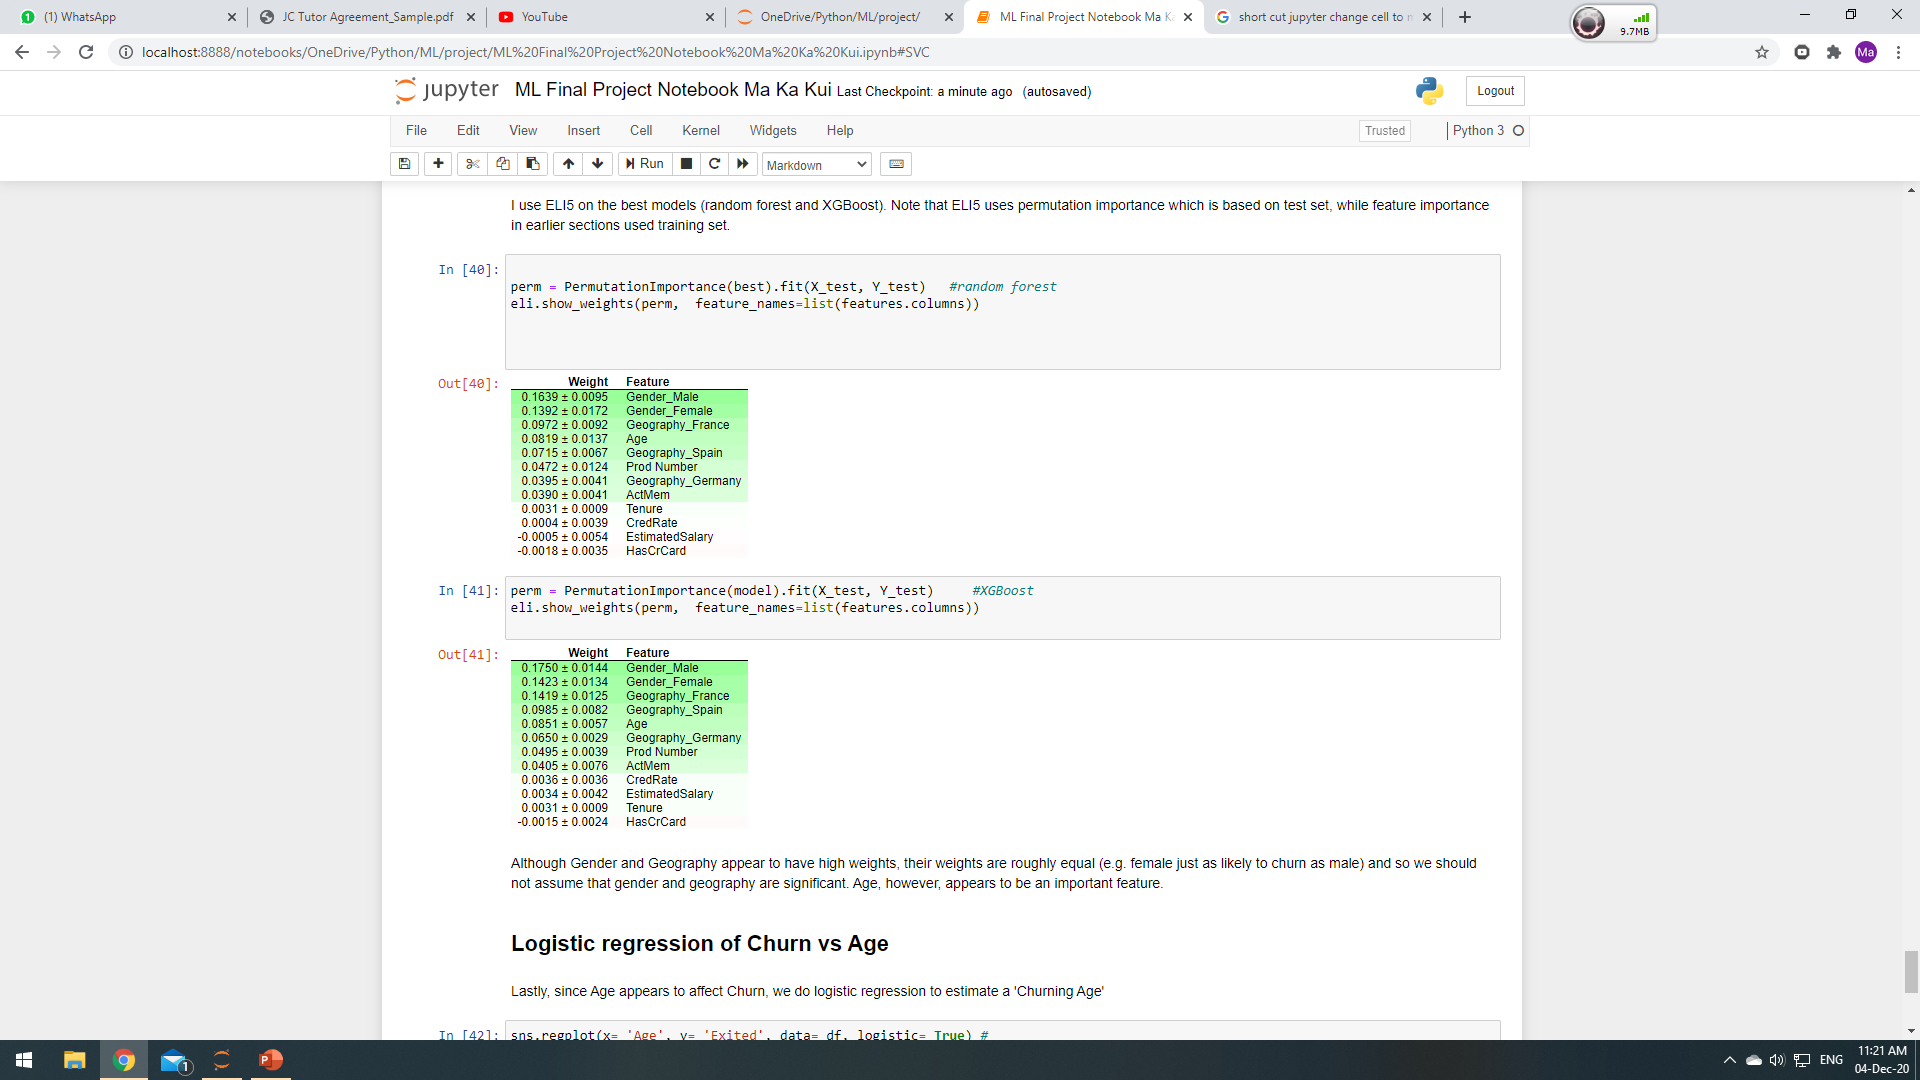 (1) WhatsApp
JC Tutor Agreement_Sample.pdf
YouTube
OneDrive/Python/ML/project/
ML Final Project Notebook Ma K
short cut jupyter change cell to
9.7MB
localhost:8888/notebooks/OneDrive/Python/ML/project/ML%20Final%20Project%20Notebook%20Ma%20Ka%20Kui.ipynb#SVC
Ma
jupyter ML Final Project Notebook Ma Ka Kui Last Checkpoint: a minute ago (autosaved)
Logout
File Edit View Insert Cell Kernel Widgets Help
Trusted
Python 3
Run
Markdown
I use ELI5 on the best models (random forest and XGBoost). Note that ELI5 uses permutation importance which is based on test set, while feature importance
in earlier sections used training set.
In [40]:
perm = PermutationImportance(best).fit(X_test, Y_test)   #random forest
eli.show_weights(perm,  feature_names=list(features.columns))
Out[40]:
Weight Feature
0.1639 ± 0.0095 Gender_Male
0.1392 ± 0.0172 Gender_Female
0.0972 ± 0.0092 Geography_France
0.0819 ± 0.0137 Age
0.0715 ± 0.0067 Geography_Spain
0.0472 ± 0.0124 Prod Number
0.0395 ± 0.0041 Geography_Germany
0.0390 ± 0.0041 ActMem
0.0031 ± 0.0009 Tenure
0.0004 ± 0.0039 CredRate
-0.0005 ± 0.0054 EstimatedSalary
-0.0018 ± 0.0035 HasCrCard
In [41]:
perm = PermutationImportance(model).fit(X_test, Y_test)     #XGBoost
eli.show_weights(perm,  feature_names=list(features.columns))
Out[41]:
Weight Feature
0.1750 ± 0.0144 Gender_Male
0.1423 ± 0.0134 Gender_Female
0.1419 ± 0.0125 Geography_France
0.0985 ± 0.0082 Geography_Spain
0.0851 ± 0.0057 Age
0.0650 ± 0.0029 Geography_Germany
0.0495 ± 0.0039 Prod Number
0.0405 ± 0.0076 ActMem
0.0036 ± 0.0036 CredRate
0.0034 ± 0.0042 EstimatedSalary
0.0031 ± 0.0009 Tenure
-0.0015 ± 0.0024 HasCrCard
Although Gender and Geography appear to have high weights, their weights are roughly equal (e.g. female just as likely to churn as male) and so we should
not assume that gender and geography are significant. Age, however, appears to be an important feature.
Logistic regression of Churn vs Age
Lastly, since Age appears to affect Churn, we do logistic regression to estimate a 'Churning Age'
In [42]: sns.regplot(x= 'Age', y= 'Exited', data= df, logistic= True) #
1
ENG
11:21 AM
04-Dec-20